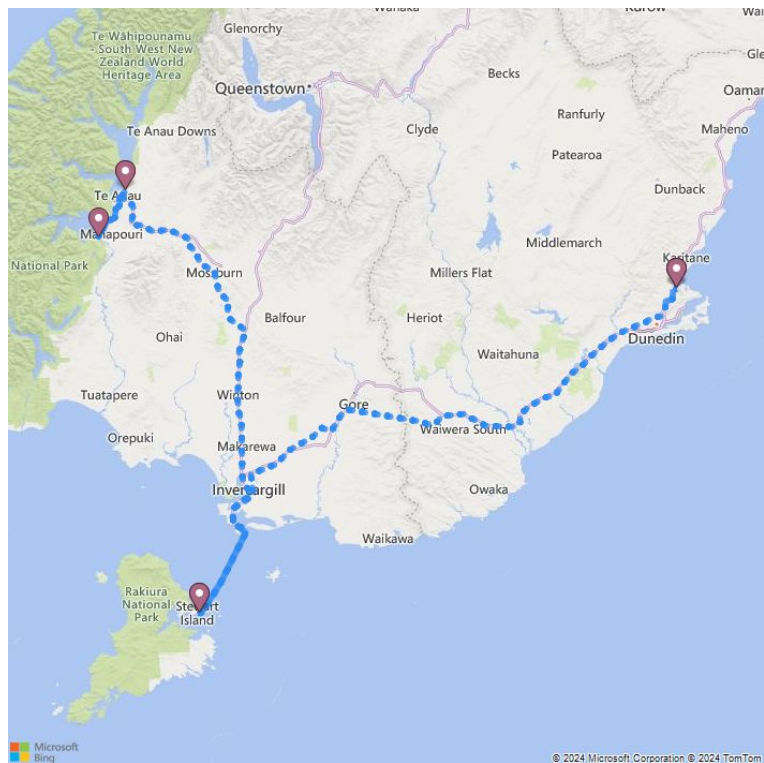 Wanaka
Kurow
Glenorchy
Te Wāhipounamu
- South West New
Zealand World
Heritage Area
Becks
Queenstown
Oamar
Ranfurly
Te Anau Downs
Clyde
Maheno
Patearoa
Te Anau
Dunback
Manapouri
Middlemarch
Karitane
National Park
Mossburn
Millers Flat
Balfour
Heriot
Ohai
Dunedin
Waitahuna
Tuatapere
Winton
Gore
Waiwera South
Orepuki
Makarewa
Invercargill
Owaka
Waikawa
Rakiura
National
Park
Stewart
Island
Microsoft
Bing
© 2024 Microsoft Corporation © 2024 TomTom